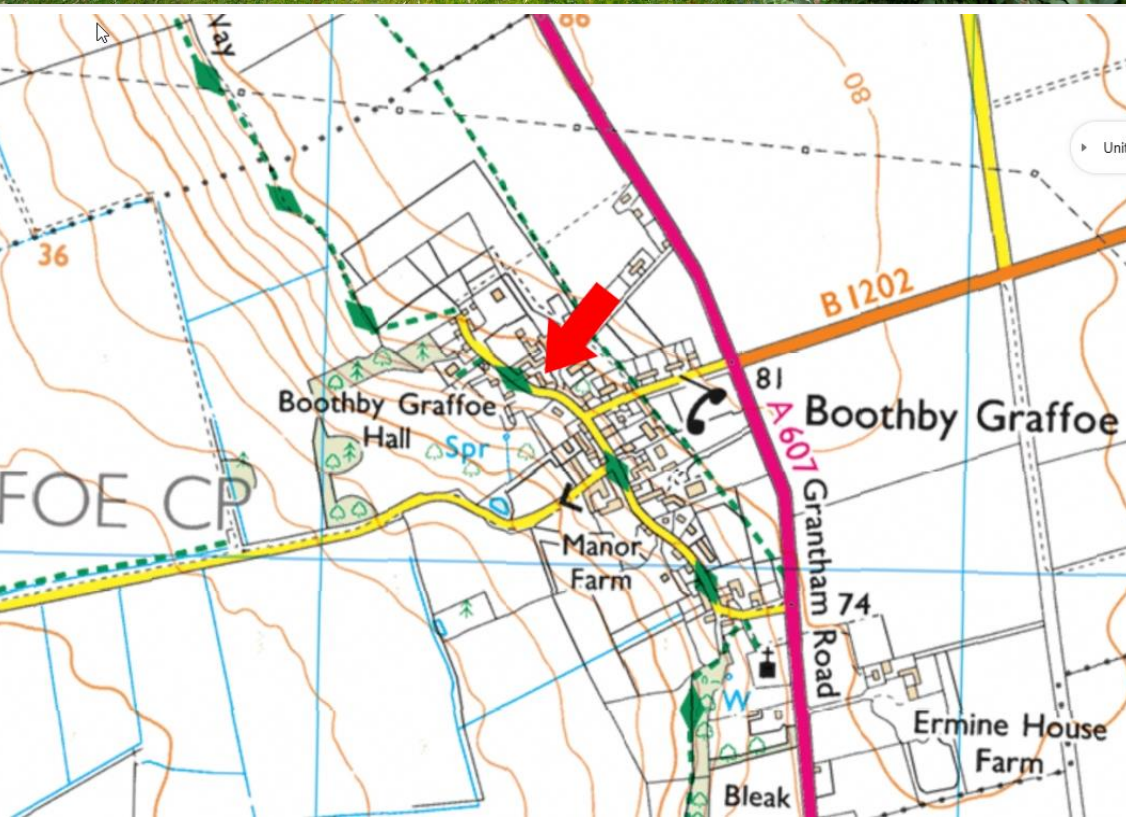 Way
86
80
Unit
36
B 1202
81
Boothby Graffoe
Boothby Graffoe
Hall
A 607
Spr
FOE CP
Grantham Road
Manor
Farm
74
W
Ermine House
Farm
Bleak